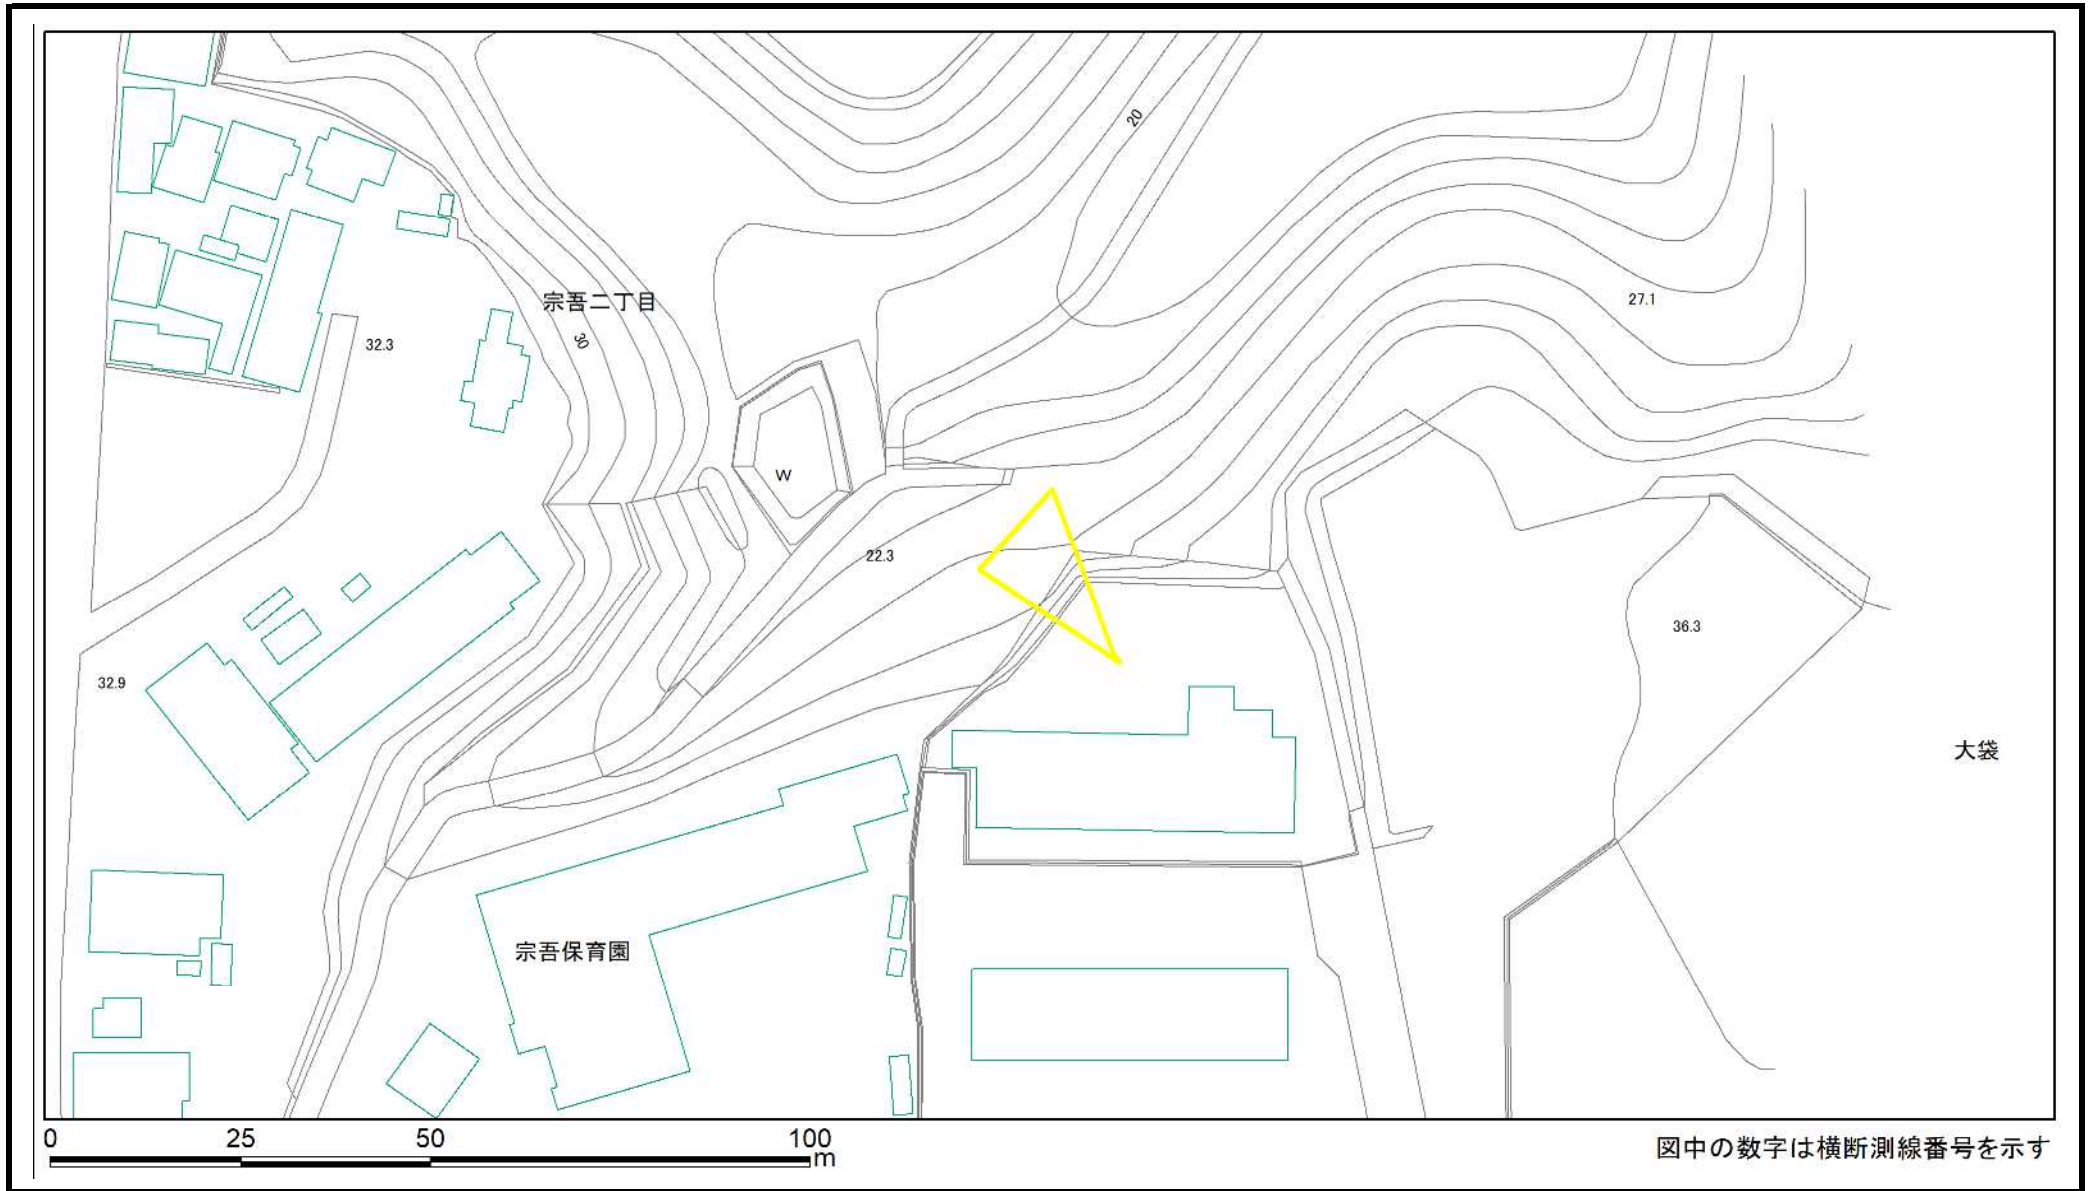 20
27.1
宗吾二丁目
30
32.3
W
22.3
36.3
32.9
大袋
宗吾保育園
0 25 50 100
m
図中の数字は横断測線番号を示す